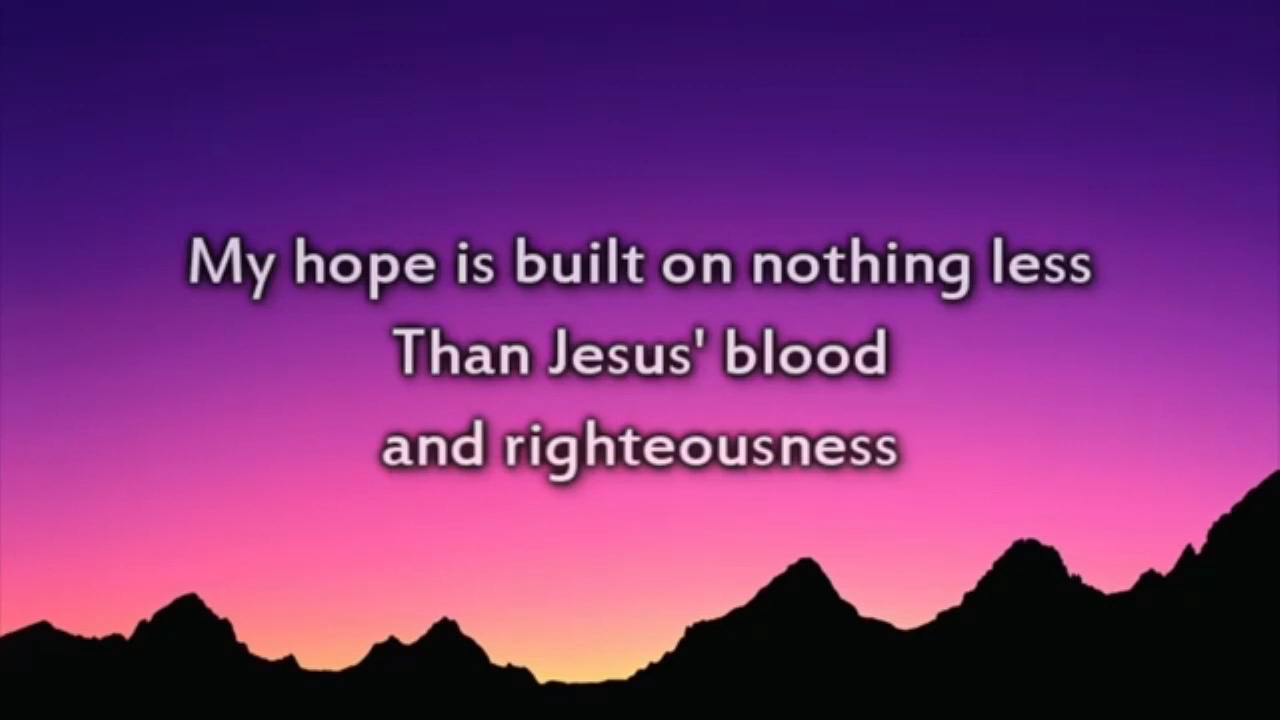 My hope is built on nothing less
Than Jesus' blood
and righteousness